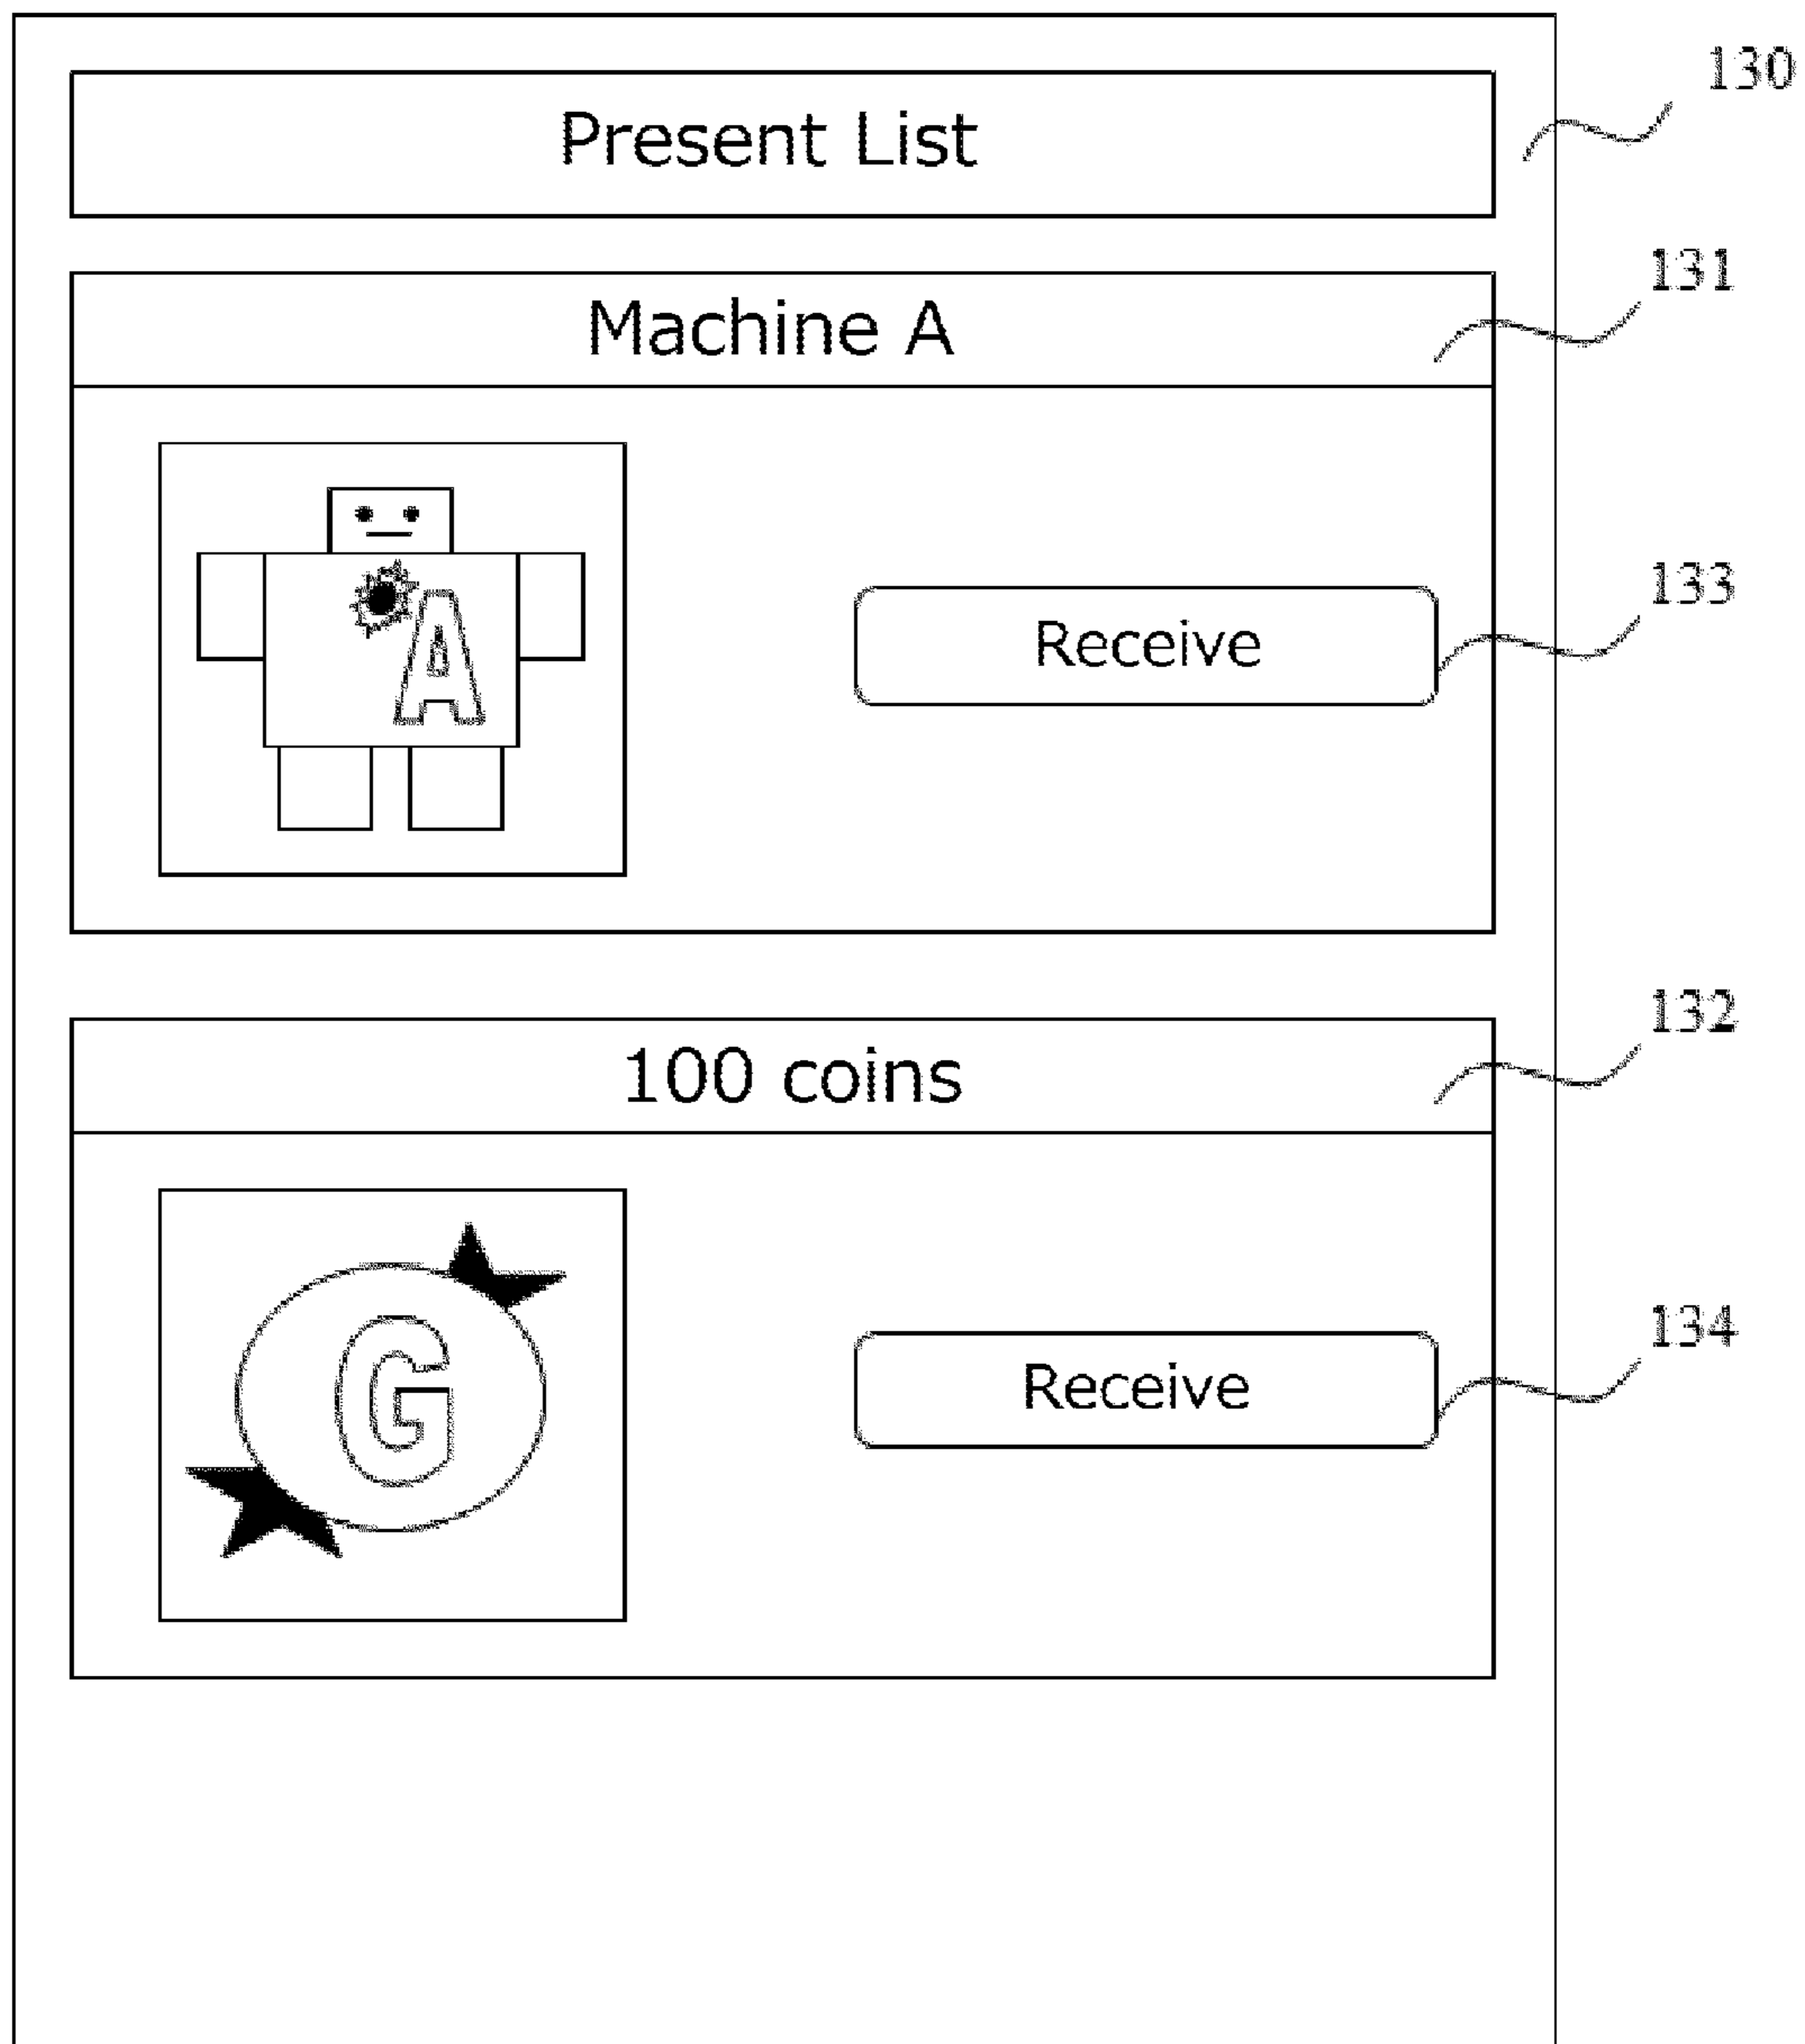 130
Present List
131
Machine A
A
133
Receive
132
100 coins
G
134
Receive